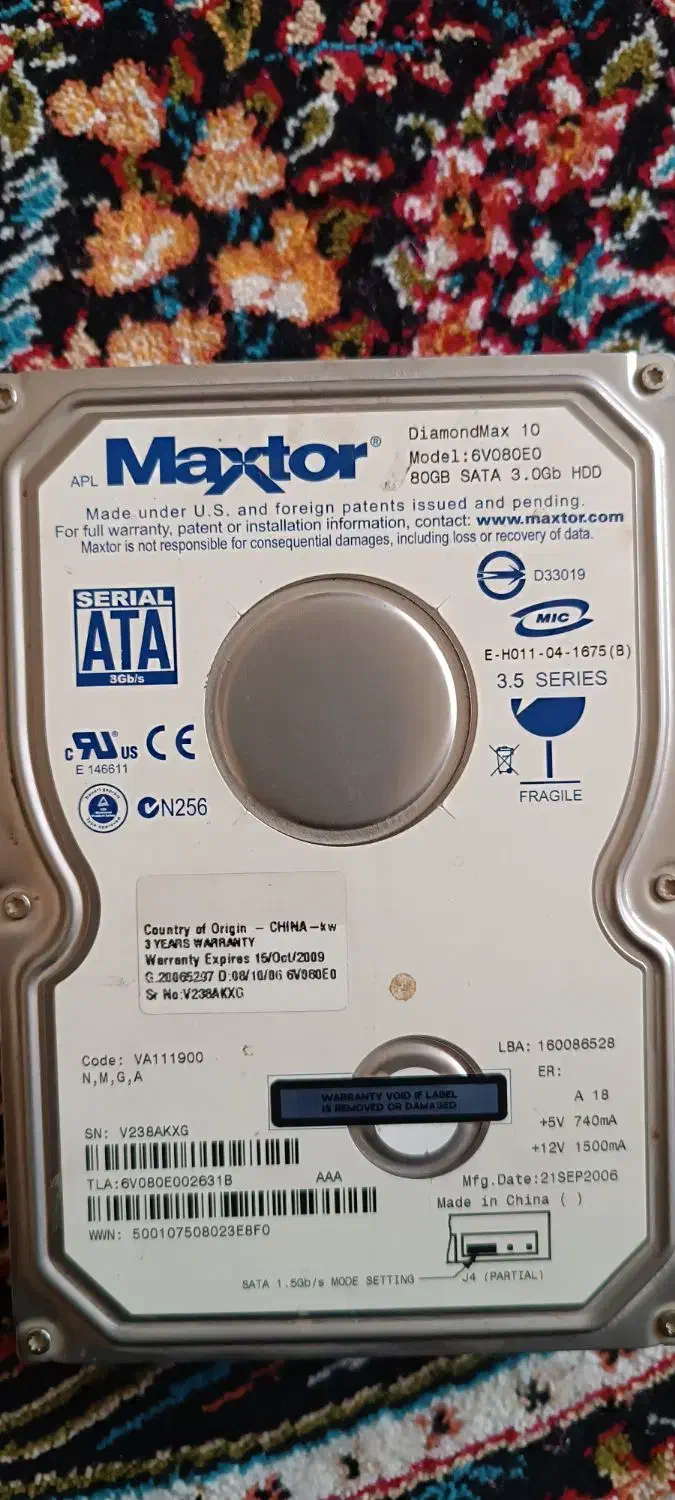 APL Maxtor®
DiamondMax 10
Model:6V080E0
80GB SATA 3.0Gb HDD
Made under U.S. and foreign patents issued and pending.
For full warranty, patent or installation information, contact: www.maxtor.com
Maxtor is not responsible for consequential damages, including loss or recovery of data.
SERIAL
ATA
3Gb/s
D33019
MIC
E-H011-04-1675(B)
3.5 SERIES
FRAGILE
c RU® US CE
E 146611
N256
Country of Origin - CHINA-kw
3 YEARS WARRANTY
Warranty Expires 15/Oct/2009
G.20065297 D:08/10/06 6V080E0
Sr No:V238AKXG
Code: VA111900
N,M,G,A
LBA: 160086528
ER:
A 18
+5V 740mA
+12V 1500mA
WARRANTY VOID IF LABEL
IS REMOVED OR DAMAGED
SN: V238AKXG
TLA:6V080E002631B AAA
WWN: 500107508023E8F0
Mfg.Date:21SEP2006
Made in China ( )
SATA 1.5Gb/s MODE SETTING
J4 (PARTIAL)